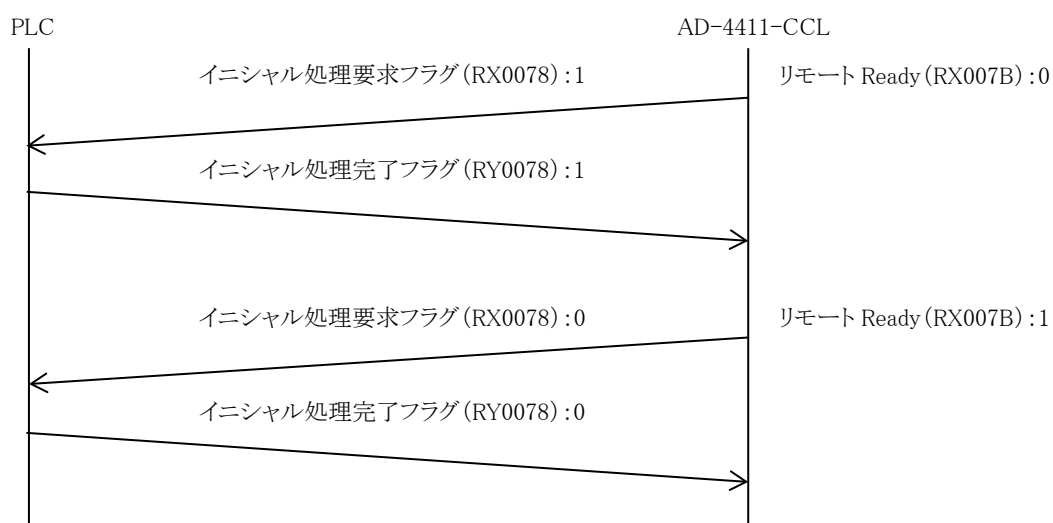 PLC
AD-4411-CCL
イニシャル処理要求フラグ(RX0078):1
リモート Ready(RX007B):0
イニシャル処理完了フラグ(RY0078):1
イニシャル処理要求フラグ(RX0078):0
リモート Ready(RX007B):1
イニシャル処理完了フラグ(RY0078):0